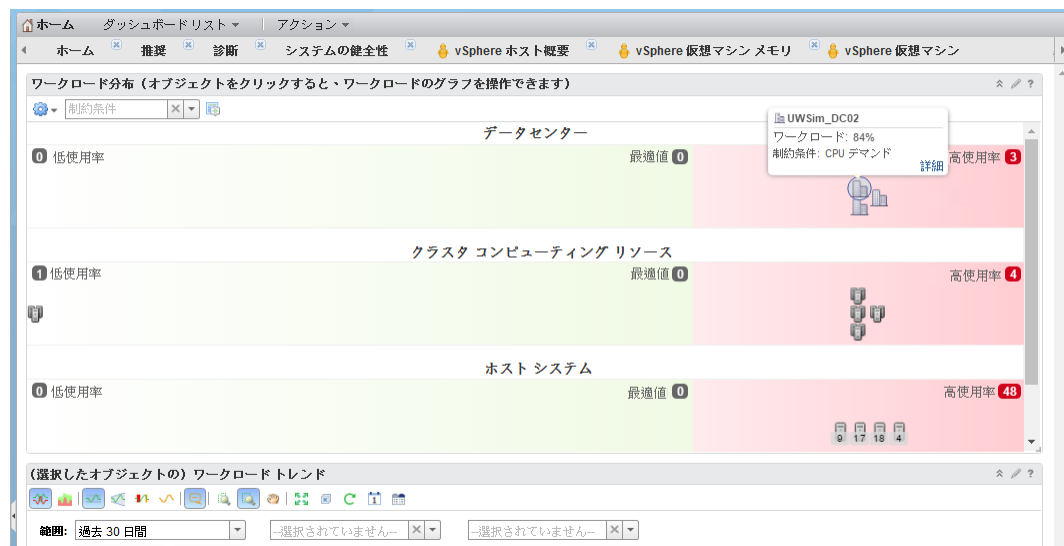 ホーム ダッシュボード リスト アクション
ホーム 推奨 診断 システムの健全性 vSphere ホスト概要 vSphere 仮想マシン メモリ vSphere 仮想マシン
ワークロード分布（オブジェクトをクリックすると、ワークロードのグラフを操作できます） ?
制約条件
UWSim_DC02
ワークロード: 84%
制約条件: CPU デマンド
詳細
データセンター
0 低使用率 最適値 0 高使用率 3
クラスタ コンピューティング リソース
1 低使用率 最適値 0 高使用率 4
ホスト システム
0 低使用率 最適値 0 高使用率 48
9 17 18 4
(選択したオブジェクトの) ワークロード トレンド ?
1
範囲: 過去 30 日間 --選択されていません-- --選択されていません--